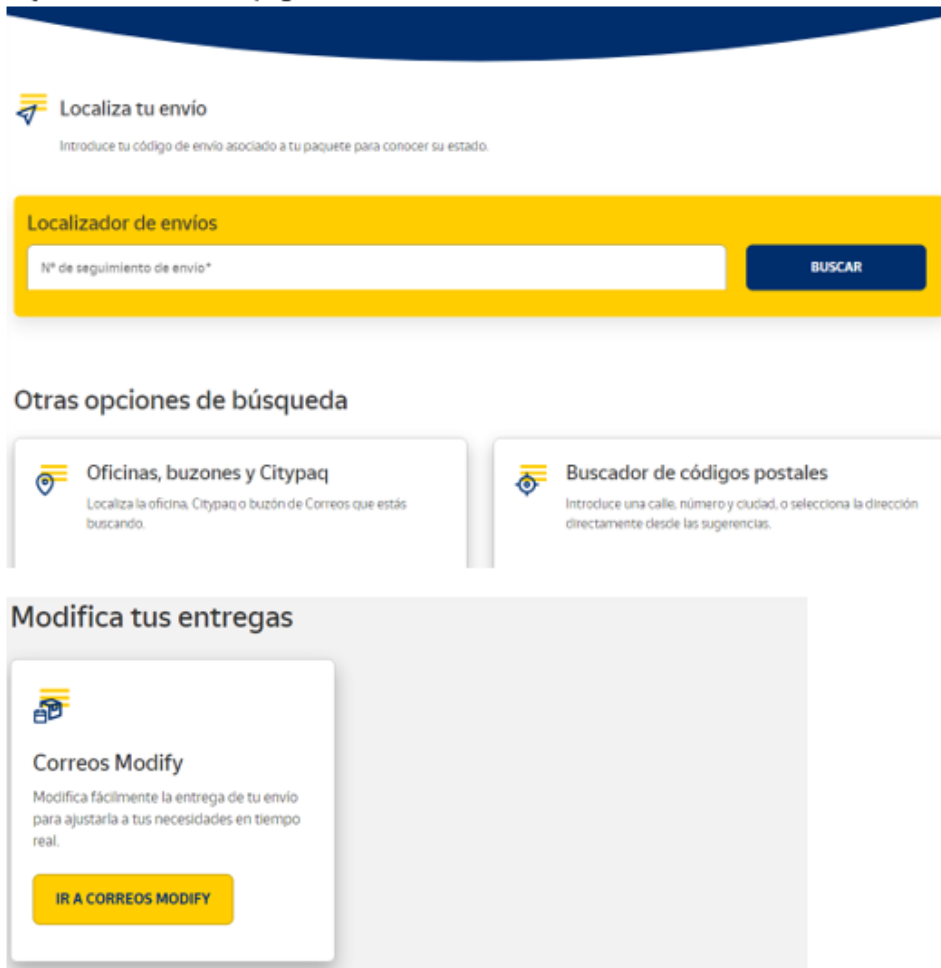 Localiza tu envío
Introduce tu código de envío asociado a tu paquete para conocer su estado.
Localizador de envíos
Nº de seguimiento de envío*
BUSCAR
Otras opciones de búsqueda
Oficinas, buzones y Citypaq
Localiza la oficina, Citypaq o buzón de Correos que estás
buscando.
Buscador de códigos postales
Introduce una calle, número y ciudad, o selecciona la dirección
directamente desde las sugerencias.
Modifica tus entregas
Correos Modify
Modifica fácilmente la entrega de tu envío
para ajustarla a tus necesidades en tiempo
real.
IR A CORREOS MODIFY